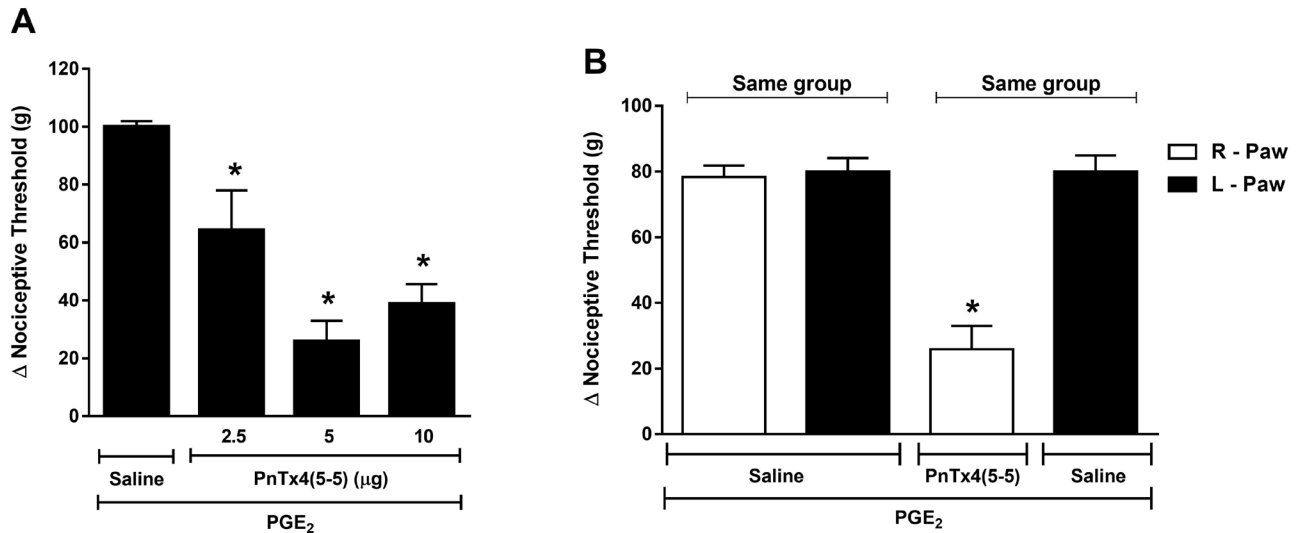 A
Δ Nociceptive Threshold (g)
120
100
80
60
40
20
0
*
*
*
2.5 5 10
Saline PnTx4(5-5) (μg)
PGE₂
B
Same group Same group
Δ Nociceptive Threshold (g)
100
80
60
40
20
0
*
R - Paw
L - Paw
Saline PnTx4(5-5) Saline
PGE₂